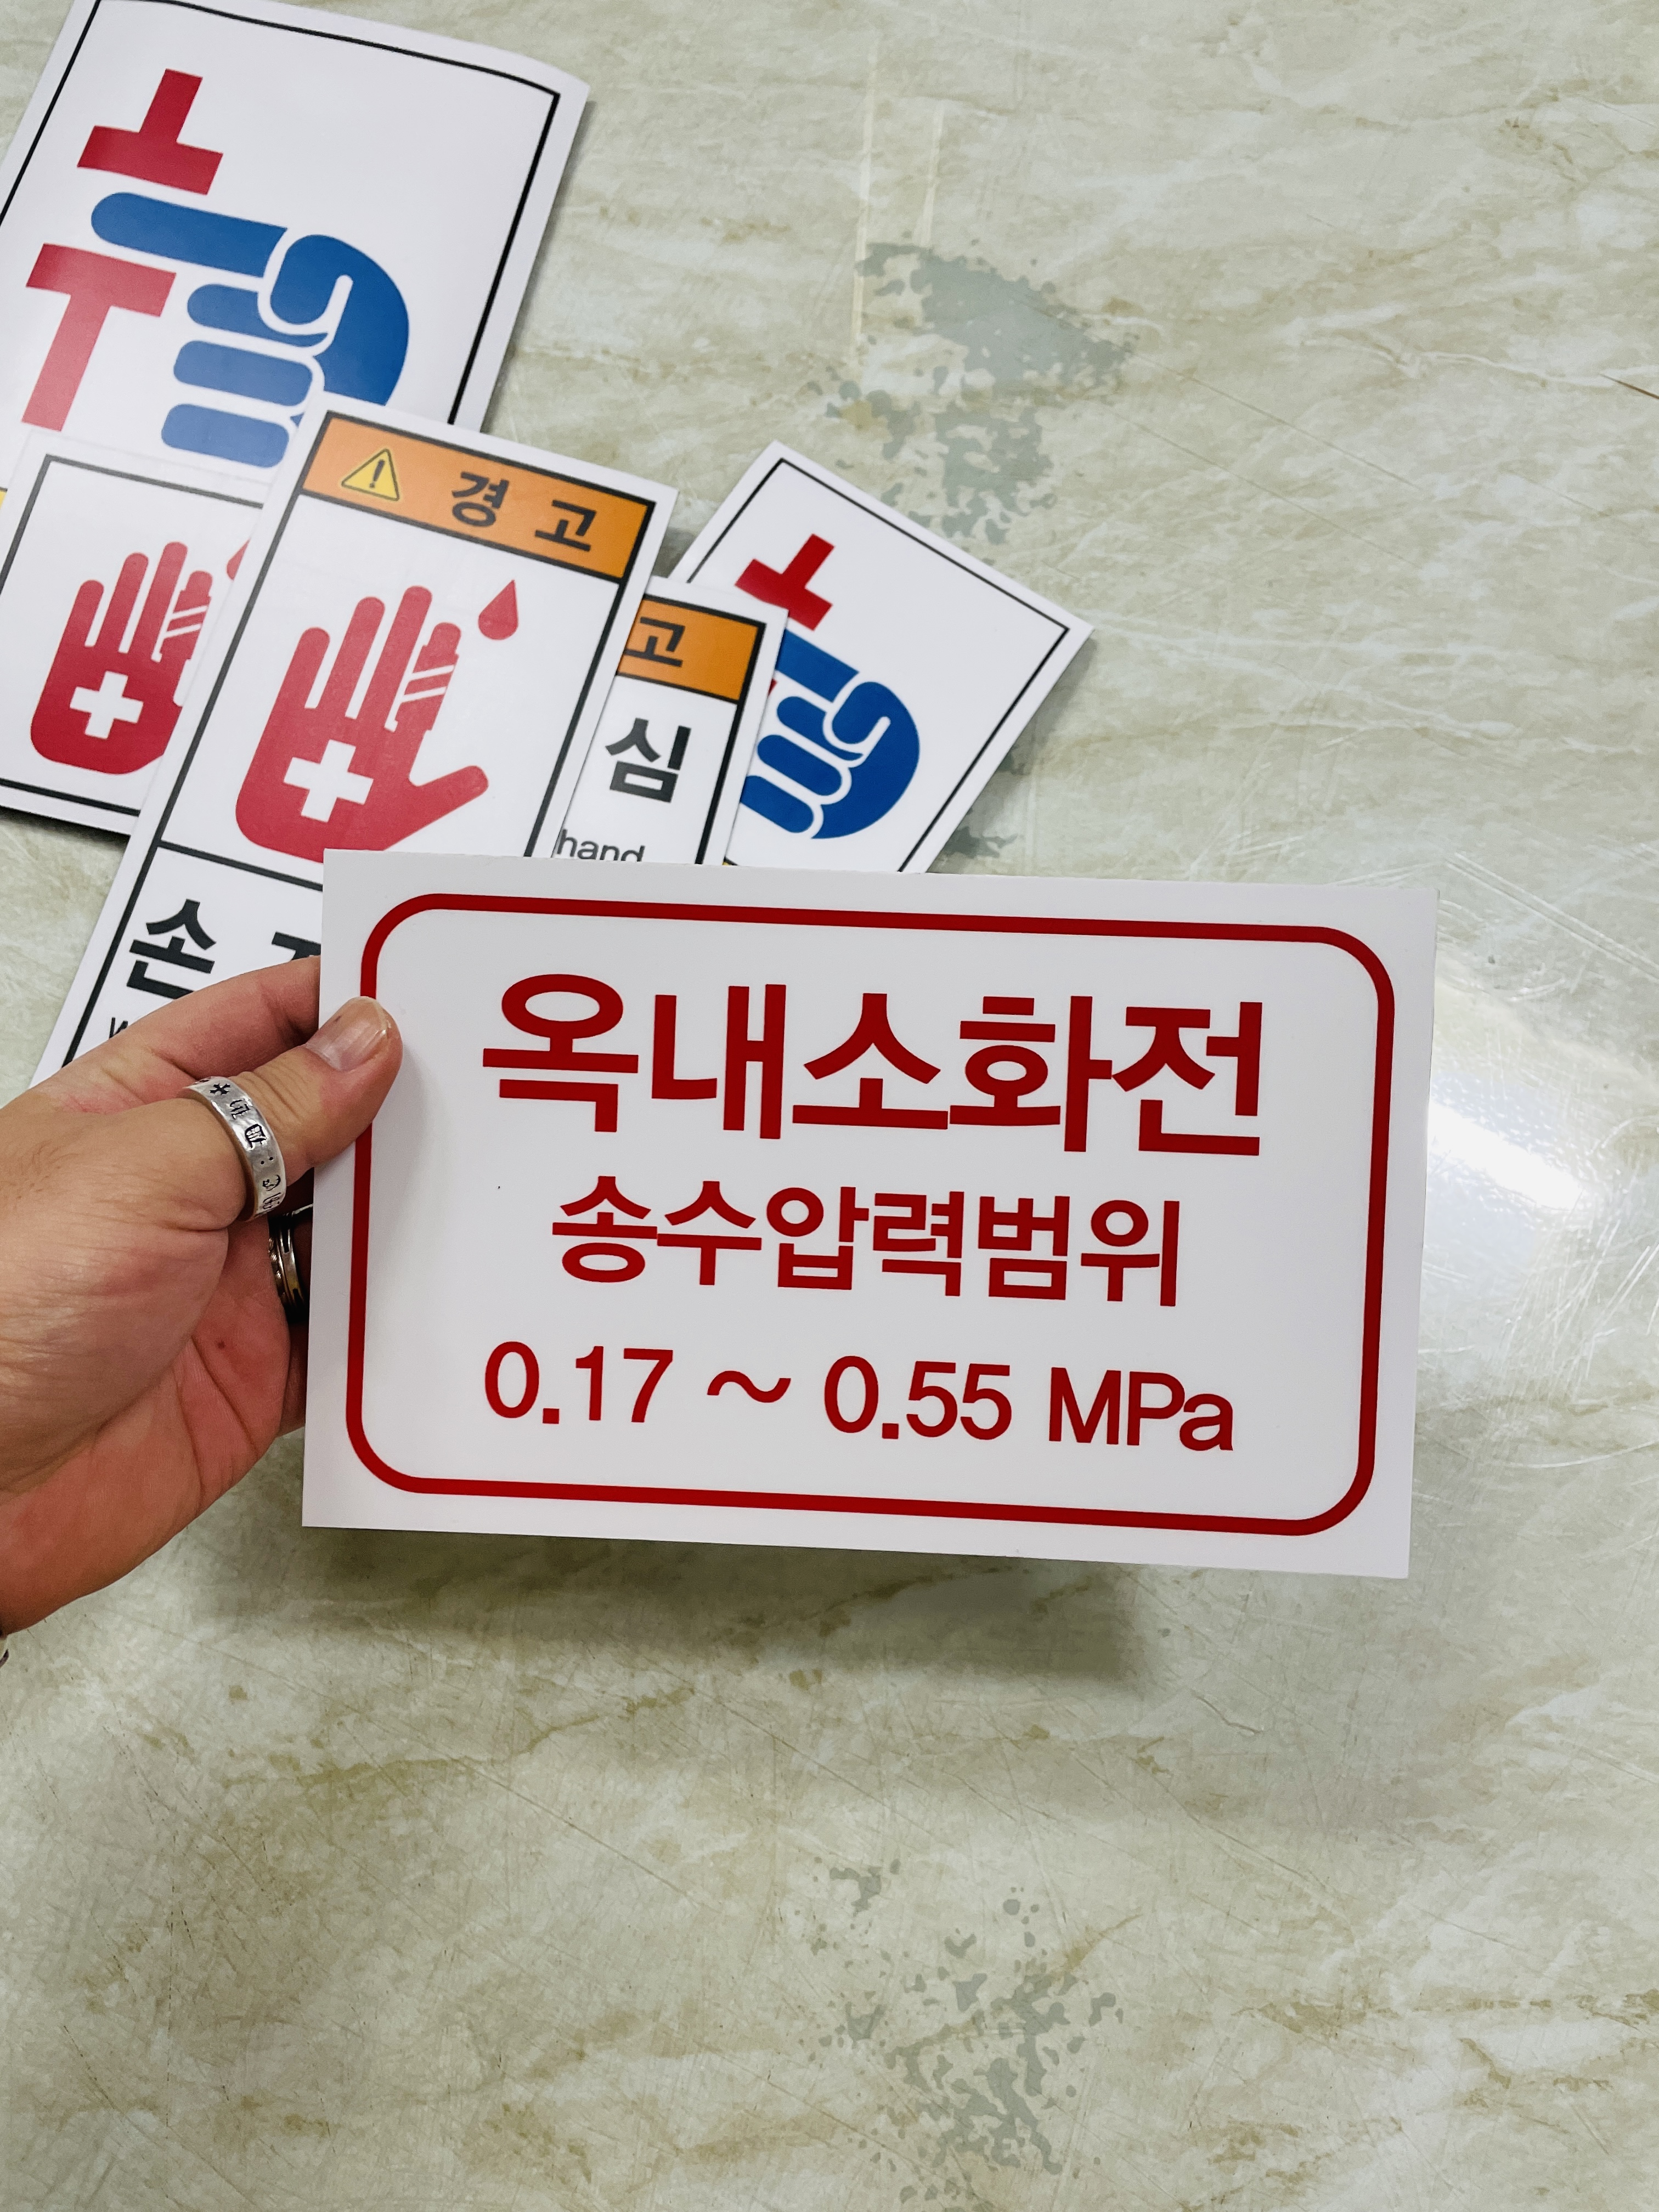 경 고
고
심
hand
손
옥내소화전
송수압력범위
0.17 ~ 0.55 MPa